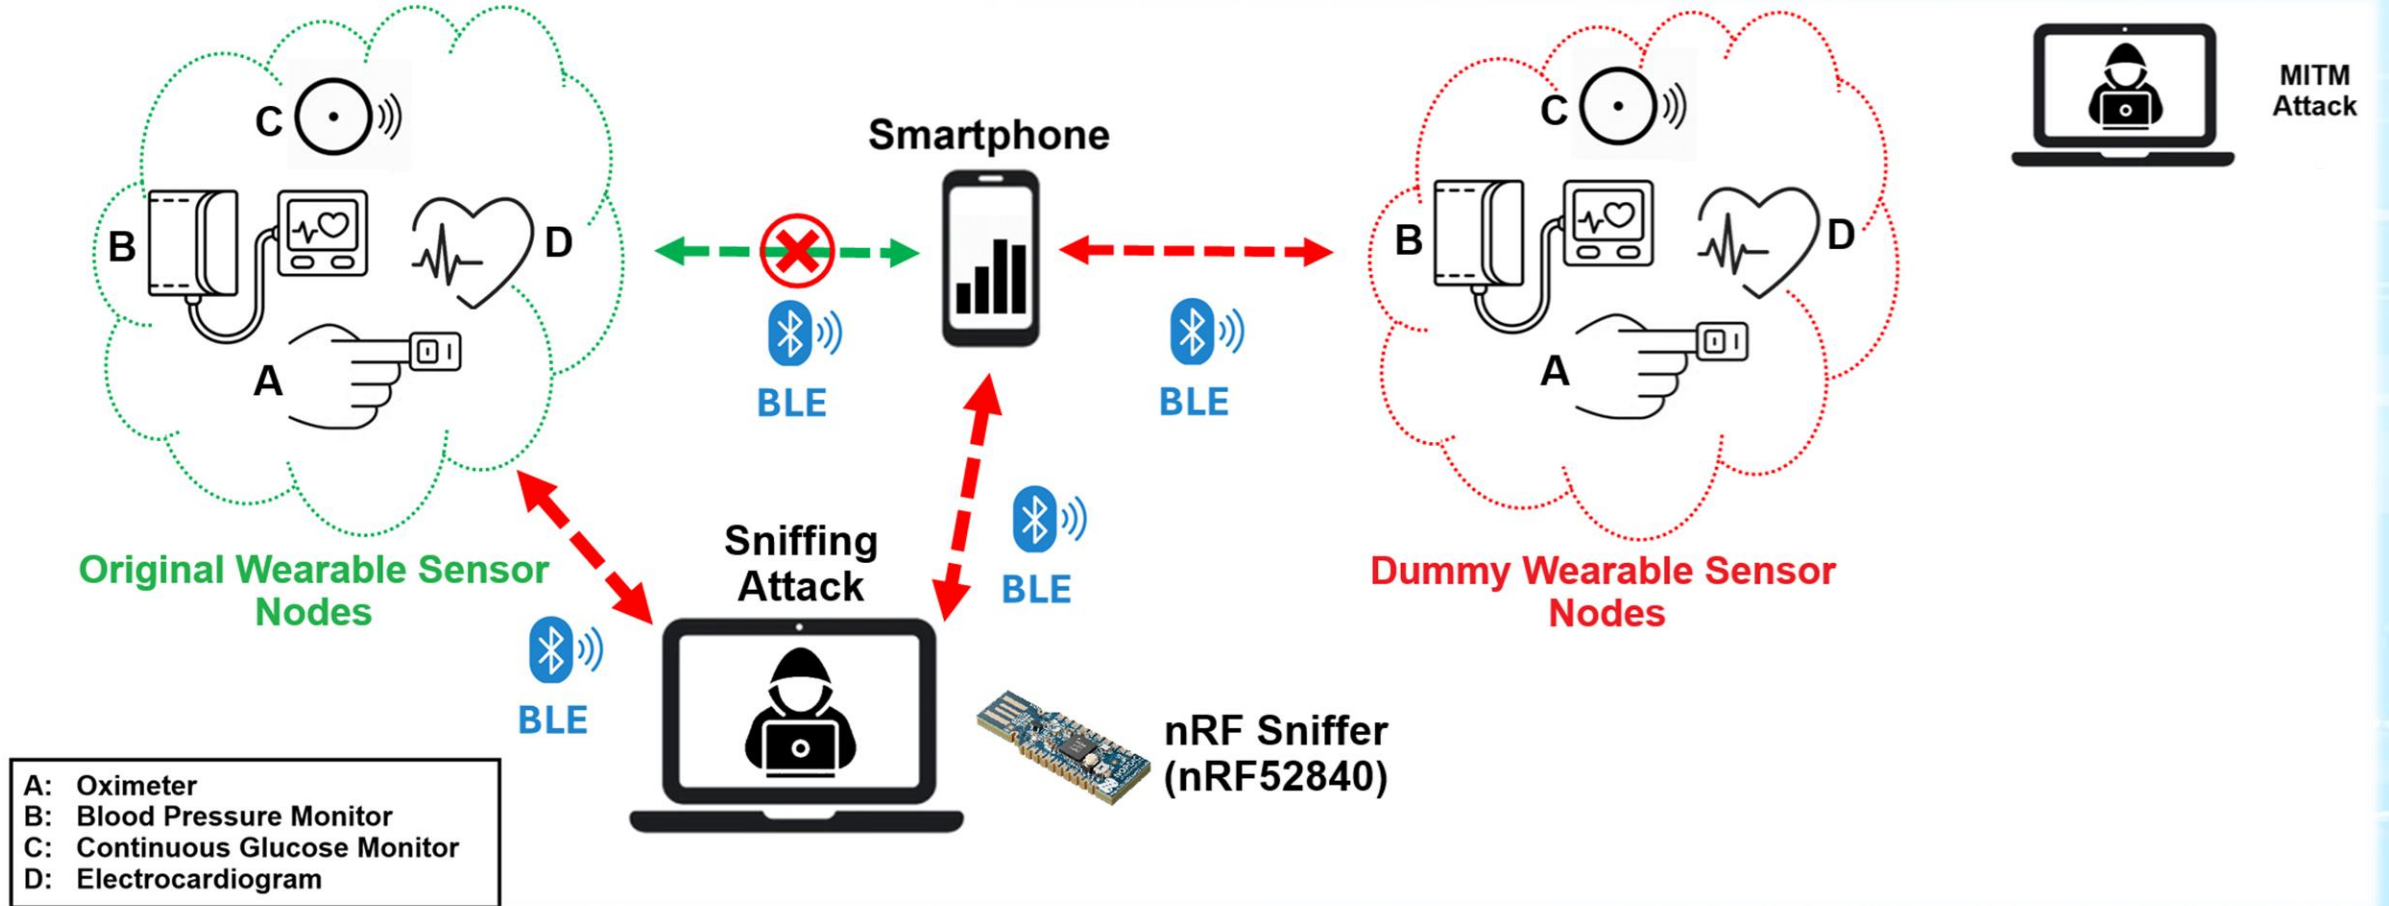 C
B
D
A
Original Wearable Sensor
Nodes
BLE
Smartphone
BLE
BLE
Sniffing
Attack
BLE
nRF Sniffer
(nRF52840)
C
B
D
A
Dummy Wearable Sensor
Nodes
MITM
Attack
A: Oximeter
B: Blood Pressure Monitor
C: Continuous Glucose Monitor
D: Electrocardiogram